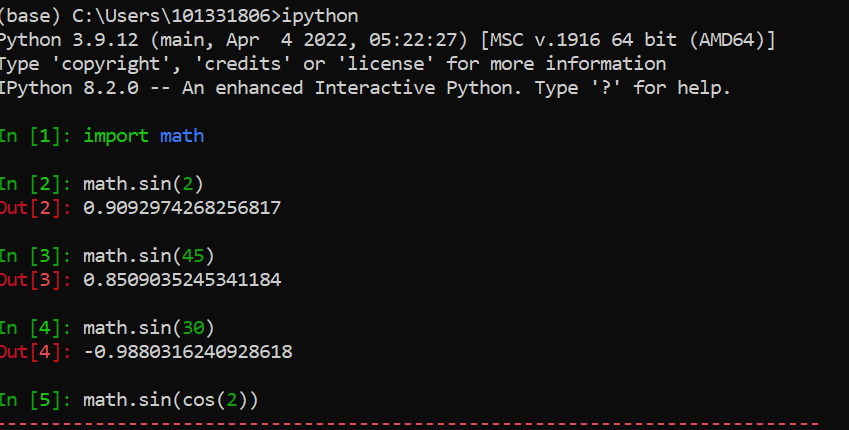 (base) C:\Users\101331806>ipython
Python 3.9.12 (main, Apr  4 2022, 05:22:27) [MSC v.1916 64 bit (AMD64)]
Type 'copyright', 'credits' or 'license' for more information
IPython 8.2.0 -- An enhanced Interactive Python. Type '?' for help.
In [1]: import math
In [2]: math.sin(2)
Out[2]: 0.9092974268256817
In [3]: math.sin(45)
Out[3]: 0.8509035245341184
In [4]: math.sin(30)
Out[4]: -0.9880316240928618
In [5]: math.sin(cos(2))
---------------------------------------------------------------------------